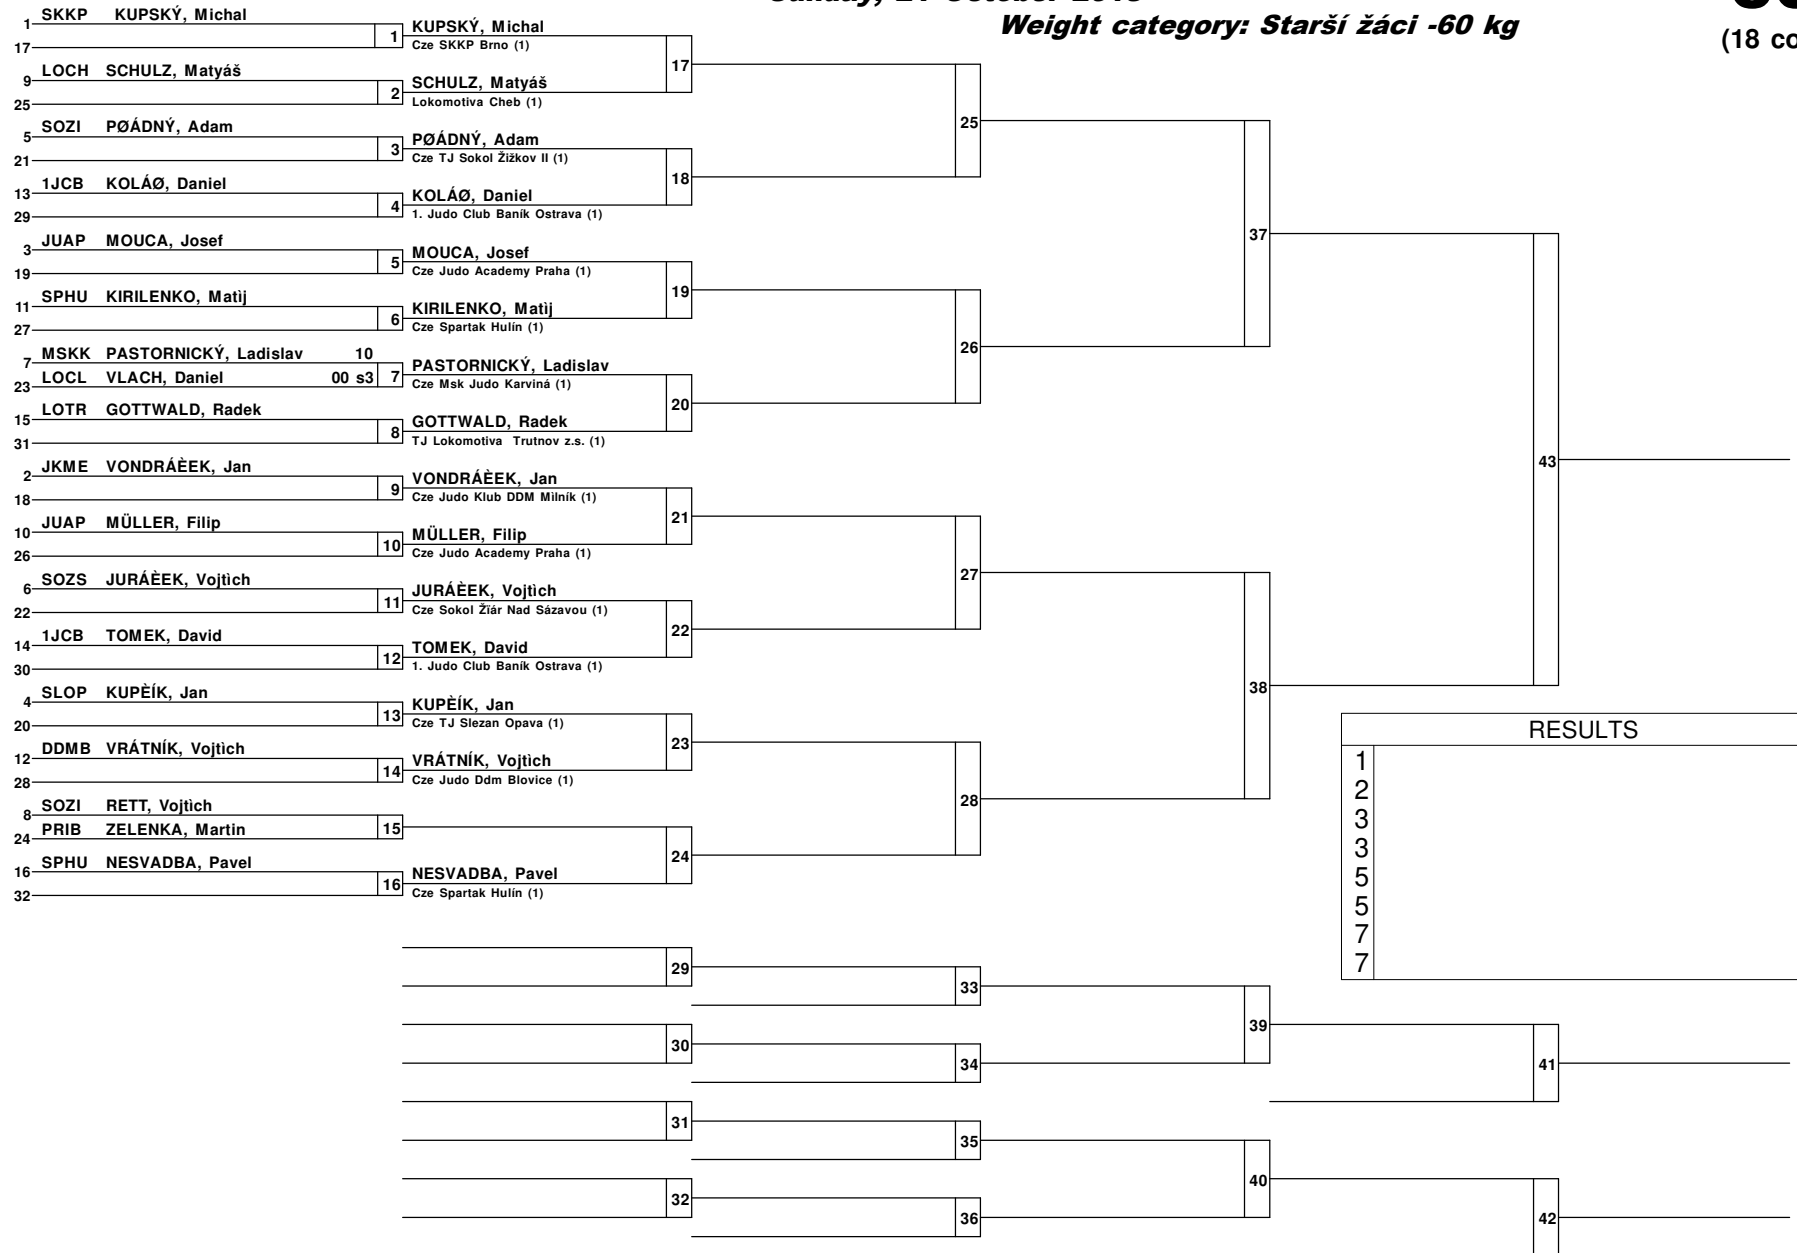 Weight category: Starší žáci -60 kg
(18 co
1 SKKP KUPSKÝ, Michal
17
1 KUPSKÝ, Michal
Cze SKKP Brno (1)
9 LOCH SCHULZ, Matyáš
25
2 SCHULZ, Matyáš
Lokomotiva Cheb (1)
17
5 SOZI PØÁDNÝ, Adam
21
3 PØÁDNÝ, Adam
Cze TJ Sokol Žižkov II (1)
13 1JCB KOLÁØ, Daniel
29
4 KOLÁØ, Daniel
1. Judo Club Baník Ostrava (1)
18
25
3 JUAP MOUCA, Josef
19
5 MOUCA, Josef
Cze Judo Academy Praha (1)
11 SPHU KIRILENKO, Matìj
27
6 KIRILENKO, Matìj
Cze Spartak Hulín (1)
19
7 MSKK PASTORNICKÝ, Ladislav 10
23 LOCL VLACH, Daniel 00 s3
7 PASTORNICKÝ, Ladislav
Cze Msk Judo Karviná (1)
15 LOTR GOTTWALD, Radek
31
8 GOTTWALD, Radek
TJ Lokomotiva Trutnov z.s. (1)
20
26
37
2 JKME VONDRÁÈEK, Jan
18
9 VONDRÁÈEK, Jan
Cze Judo Klub DDM Mìlník (1)
10 JUAP MÜLLER, Filip
26
10 MÜLLER, Filip
Cze Judo Academy Praha (1)
21
6 SOZS JURÁÈEK, Vojtìch
22
11 JURÁÈEK, Vojtìch
Cze Sokol Žïár Nad Sázavou (1)
14 1JCB TOMEK, David
30
12 TOMEK, David
1. Judo Club Baník Ostrava (1)
22
27
4 SLOP KUPÈÍK, Jan
20
13 KUPÈÍK, Jan
Cze TJ Slezan Opava (1)
12 DDMB VRÁTNÍK, Vojtìch
28
14 VRÁTNÍK, Vojtìch
Cze Judo Ddm Blovice (1)
23
8 SOZI RETT, Vojtìch
24 PRIB ZELENKA, Martin
15
16 SPHU NESVADBA, Pavel
32
16 NESVADBA, Pavel
Cze Spartak Hulín (1)
24
28
38
43
RESULTS
1
2
3
3
5
5
7
7
29
33
30
34
39
41
31
35
32
36
40
42